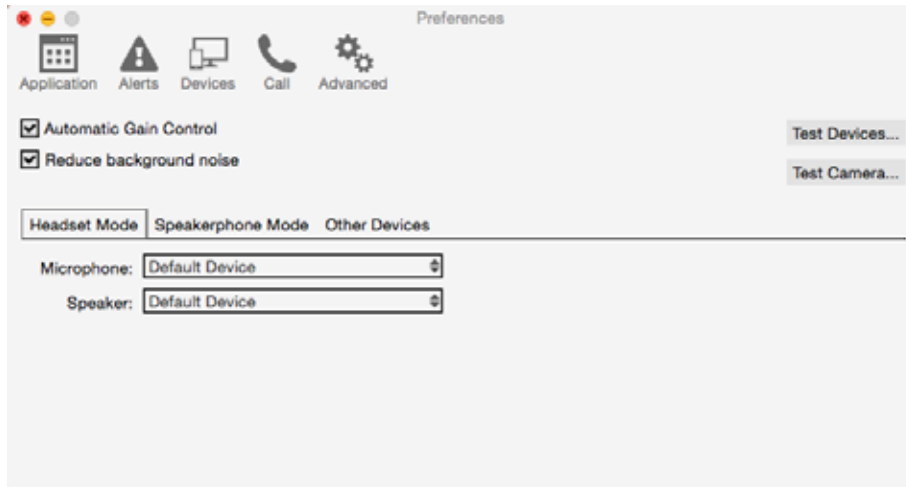 Preferences
Application Alerts Devices Call Advanced
Automatic Gain Control
Test Devices...
Reduce background noise
Test Camera...
Headset Mode Speakerphone Mode Other Devices
Microphone: Default Device
Speaker: Default Device